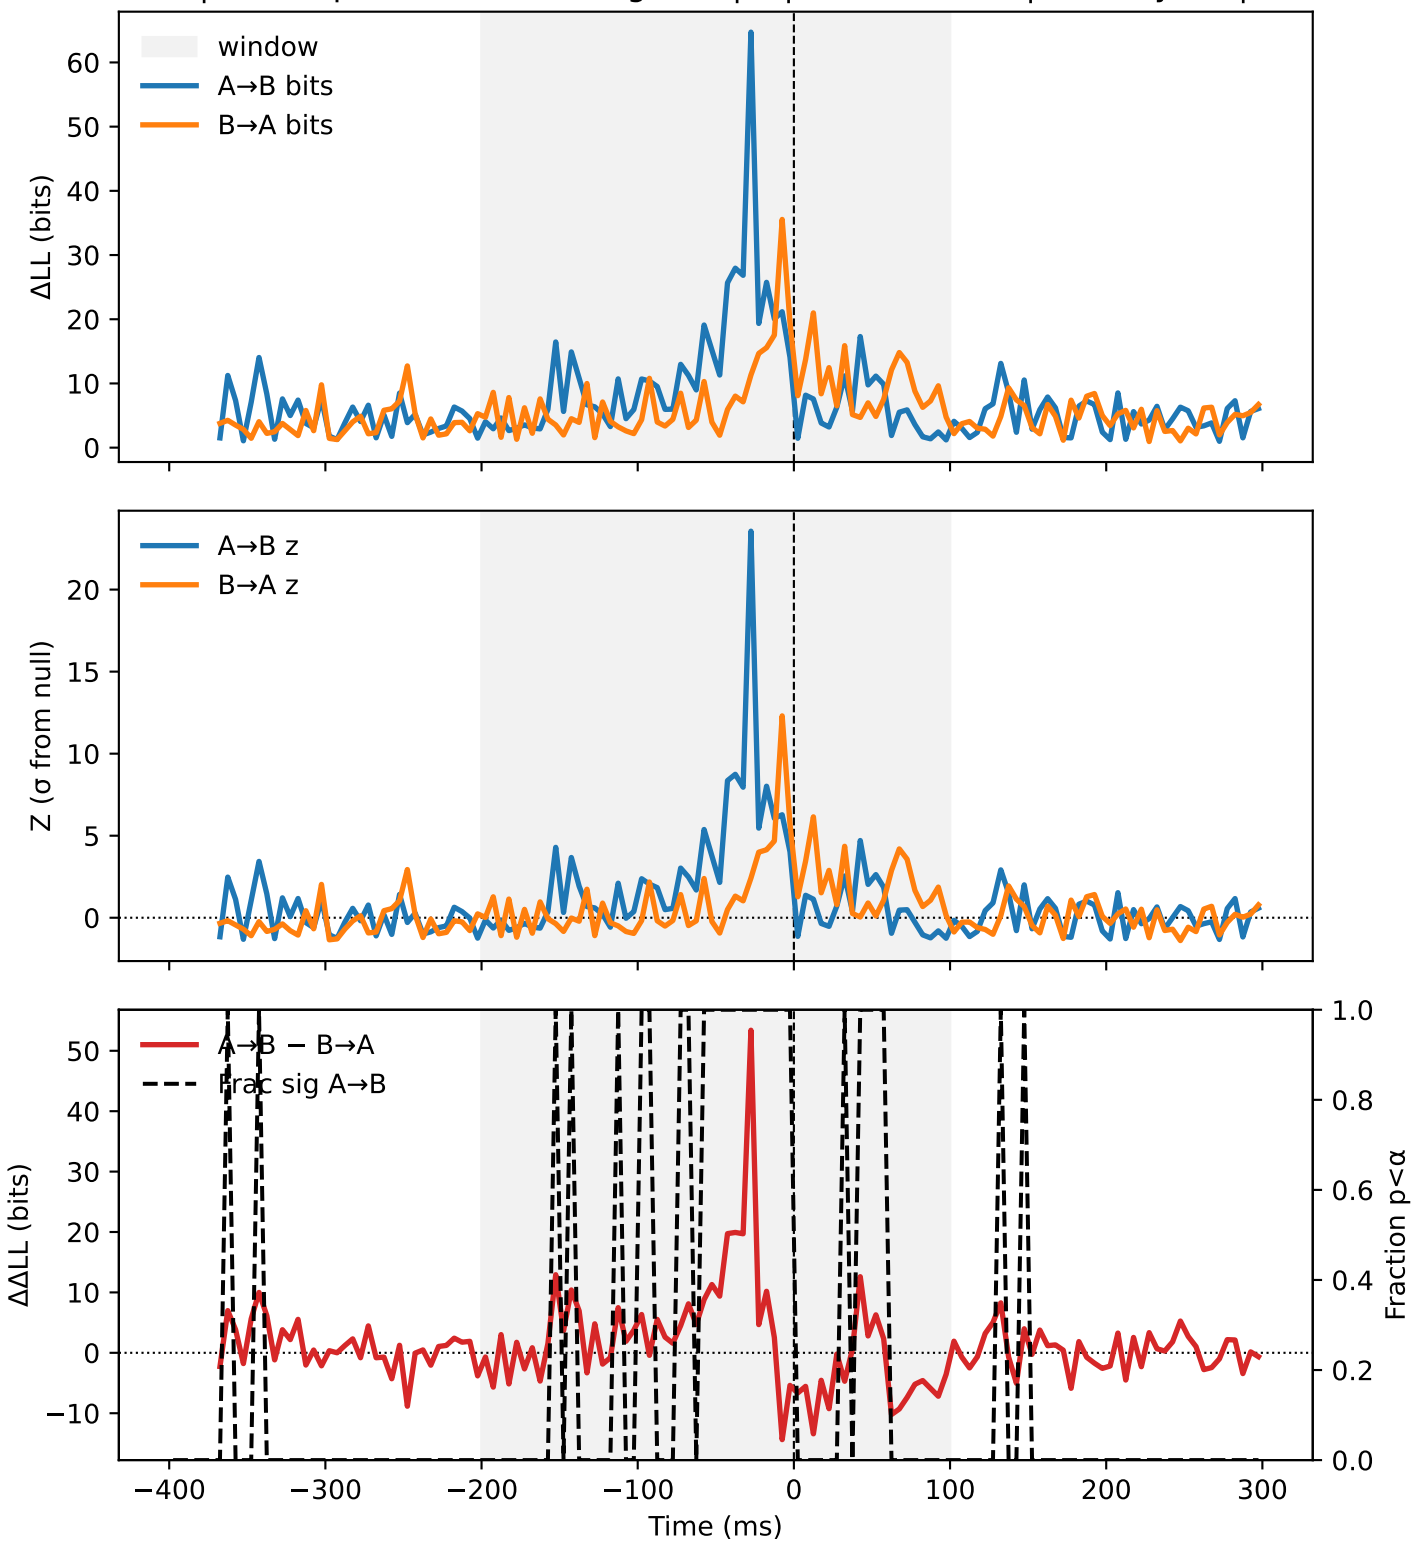 window
A→B bits
B→A bits
60
50
40
30
20
10
0
ΔLL (bits)
A→B z
B→A z
20
15
10
5
0
Z (σ from null)
A→B − B→A
Frac sig A→B
50
40
30
20
10
0
−10
ΔΔLL (bits)
1.0
0.8
0.6
0.4
0.2
0.0
Fraction p<α
−400 −300 −200 −100 0 100 200 300
Time (ms)